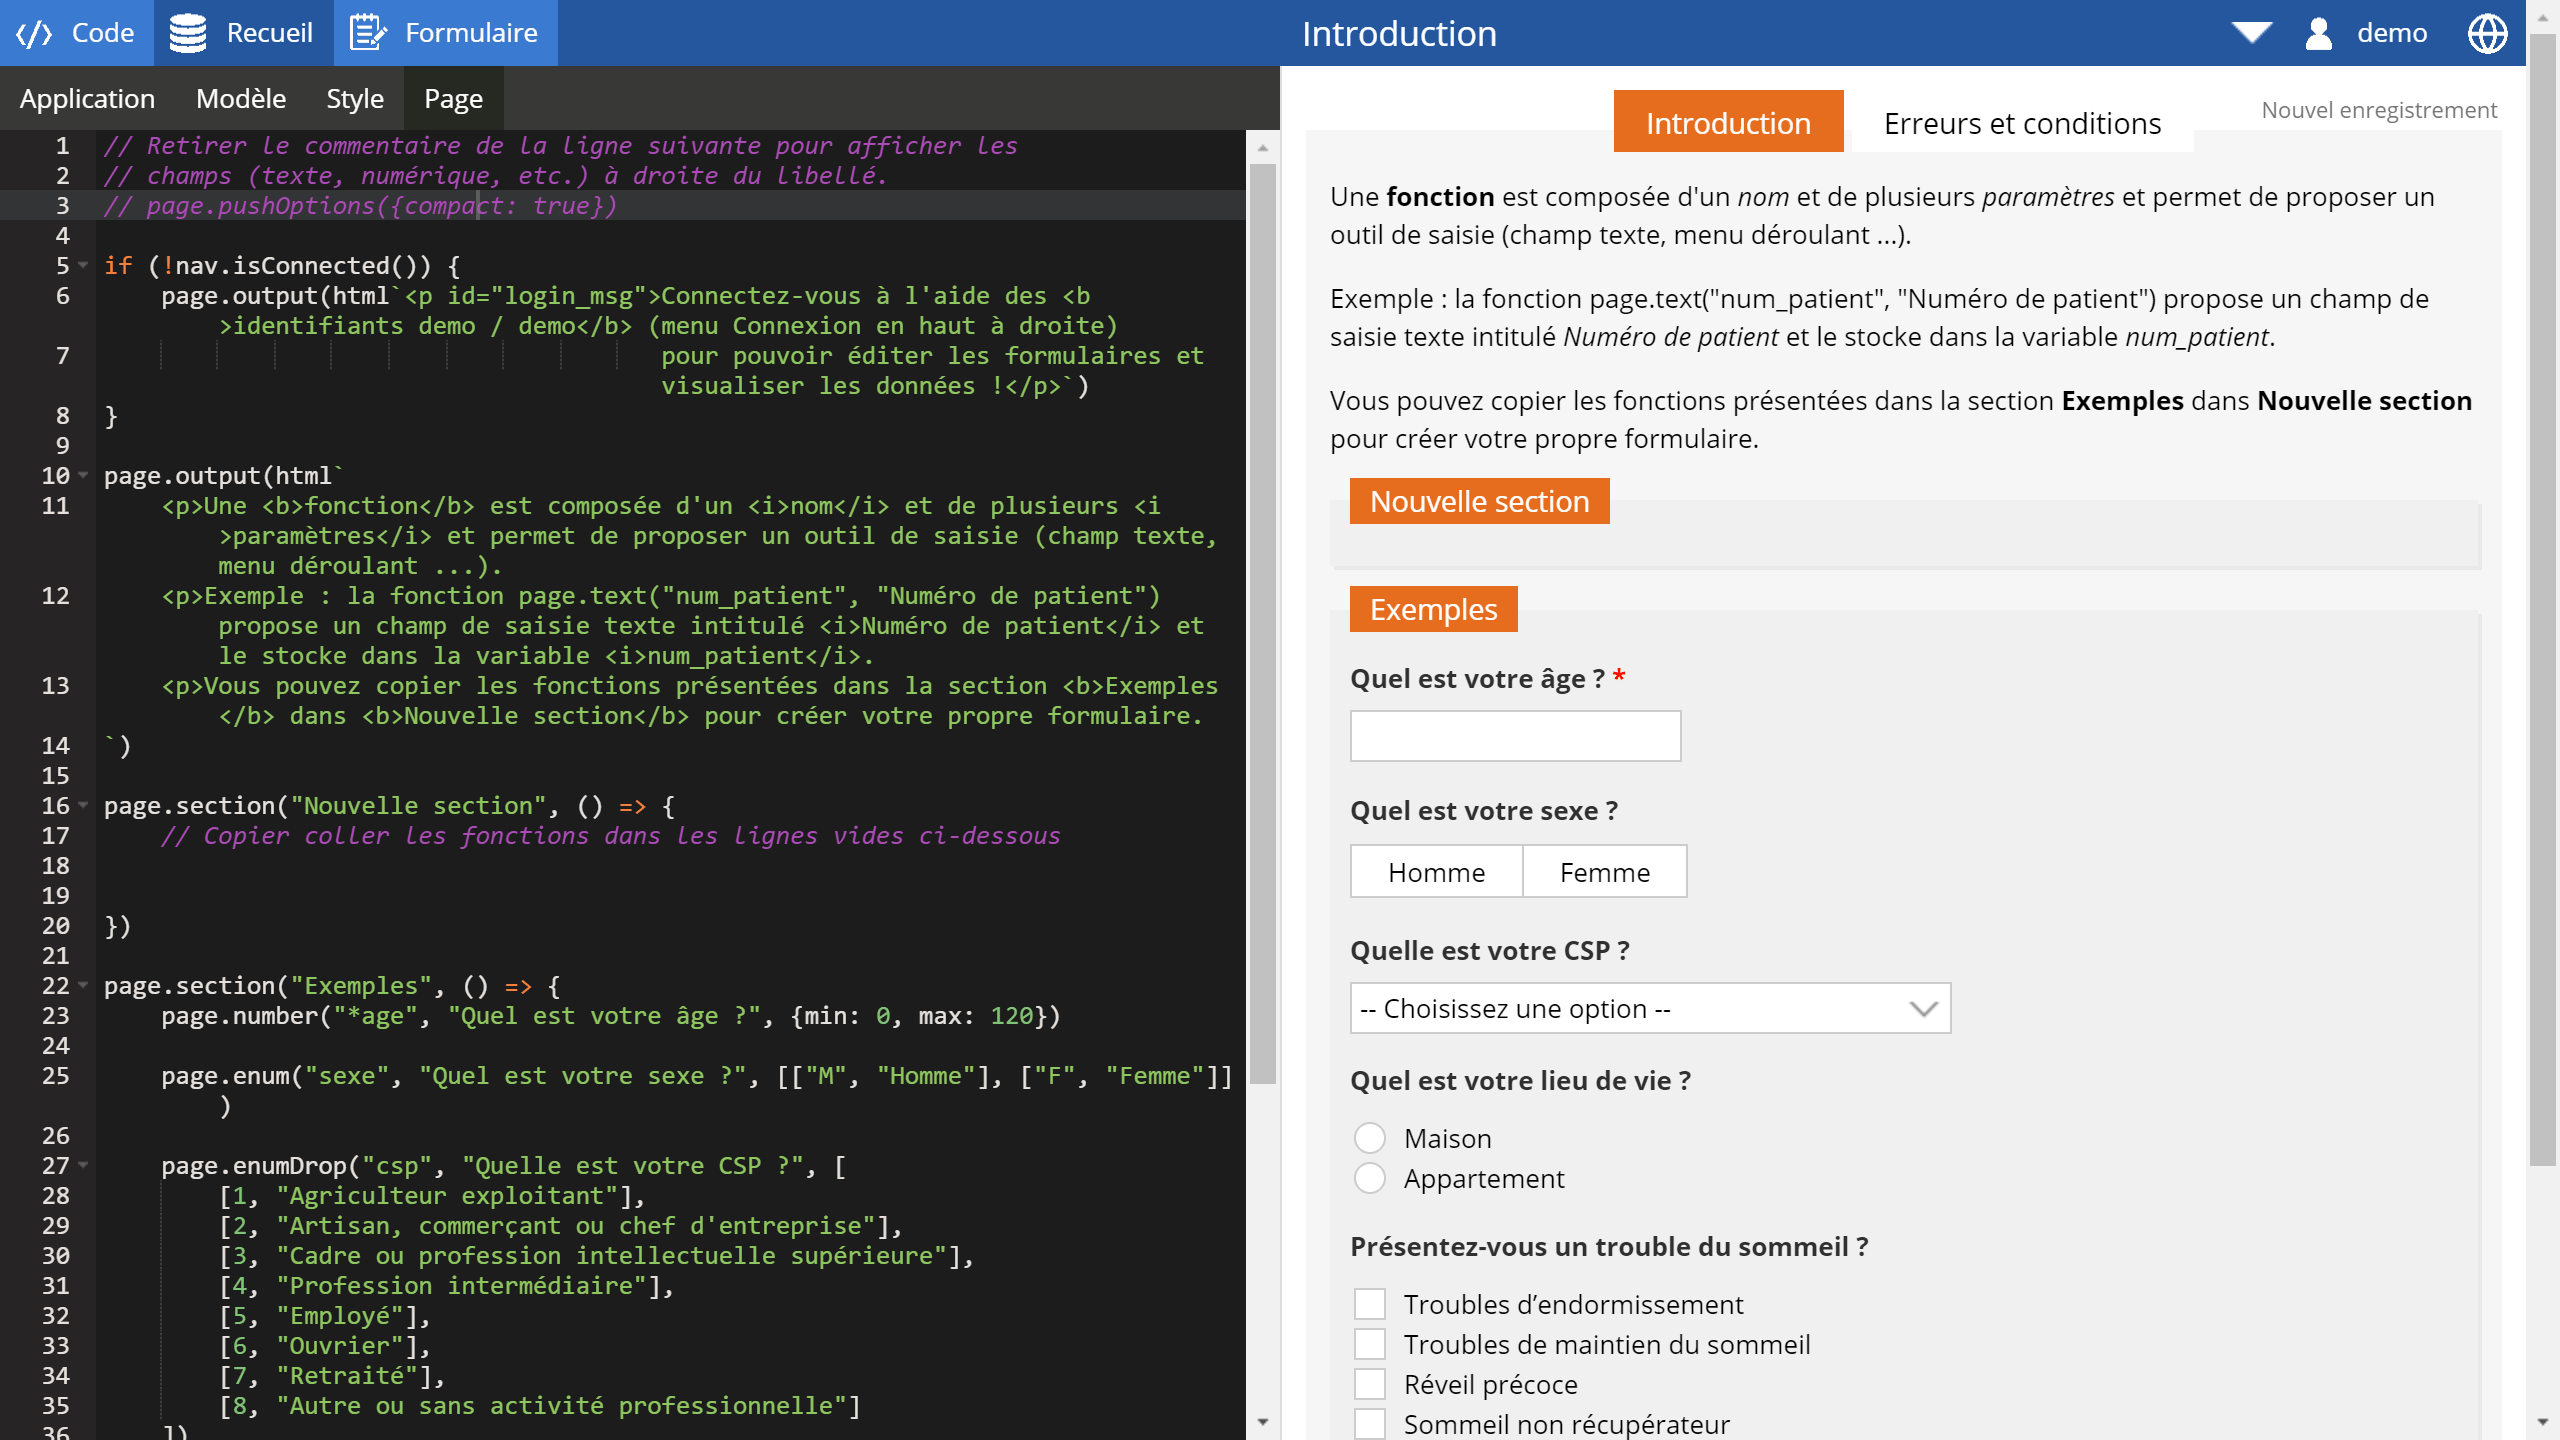 Code Recueil Formulaire Introduction demo
Application Modèle Style Page
1 // Retirer le commentaire de la ligne suivante pour afficher les
2 // champs (texte, numérique, etc.) à droite du libellé.
3 // page.pushOptions({compact: true})
4
5 if (!nav.isConnected()) {
6 page.output(html`<p id="login_msg">Connectez-vous à l'aide des <b
>identifiants demo / demo</b> (menu Connexion en haut à droite)
7 pour pouvoir éditer les formulaires et
visualiser les données !</p>`)
8 }
9
10 page.output(html`
11 <p>Une <b>fonction</b> est composée d'un <i>nom</i> et de plusieurs <i
>paramètres</i> et permet de proposer un outil de saisie (champ texte,
menu déroulant ...).
12 <p>Exemple : la fonction page.text("num_patient", "Numéro de patient")
propose un champ de saisie texte intitulé <i>Numéro de patient</i> et
le stocke dans la variable <i>num_patient</i>.
13 <p>Vous pouvez copier les fonctions présentées dans la section <b>Exemples
</b> dans <b>Nouvelle section</b> pour créer votre propre formulaire.
14 `)
15
16 page.section("Nouvelle section", () => {
17 // Copier coller les fonctions dans les lignes vides ci-dessous
18
19
20 })
21
22 page.section("Exemples", () => {
23 page.number("*age", "Quel est votre âge ?", {min: 0, max: 120})
24
25 page.enum("sexe", "Quel est votre sexe ?", [["M", "Homme"], ["F", "Femme"]]
)
26
27 page.enumDrop("csp", "Quelle est votre CSP ?", [
28 [1, "Agriculteur exploitant"],
29 [2, "Artisan, commerçant ou chef d'entreprise"],
30 [3, "Cadre ou profession intellectuelle supérieure"],
31 [4, "Profession intermédiaire"],
32 [5, "Employé"],
33 [6, "Ouvrier"],
34 [7, "Retraité"],
35 [8, "Autre ou sans activité professionnelle"]
36 ])
Introduction Erreurs et conditions Nouvel enregistrement
Une fonction est composée d'un nom et de plusieurs paramètres et permet de proposer un
outil de saisie (champ texte, menu déroulant ...).
Exemple : la fonction page.text("num_patient", "Numéro de patient") propose un champ de
saisie texte intitulé Numéro de patient et le stocke dans la variable num_patient.
Vous pouvez copier les fonctions présentées dans la section Exemples dans Nouvelle section
pour créer votre propre formulaire.
Nouvelle section
Exemples
Quel est votre âge ? *
Quel est votre sexe ?
Homme Femme
Quelle est votre CSP ?
-- Choisissez une option --
Quel est votre lieu de vie ?
Maison
Appartement
Présentez-vous un trouble du sommeil ?
Troubles d’endormissement
Troubles de maintien du sommeil
Réveil précoce
Sommeil non récupérateur